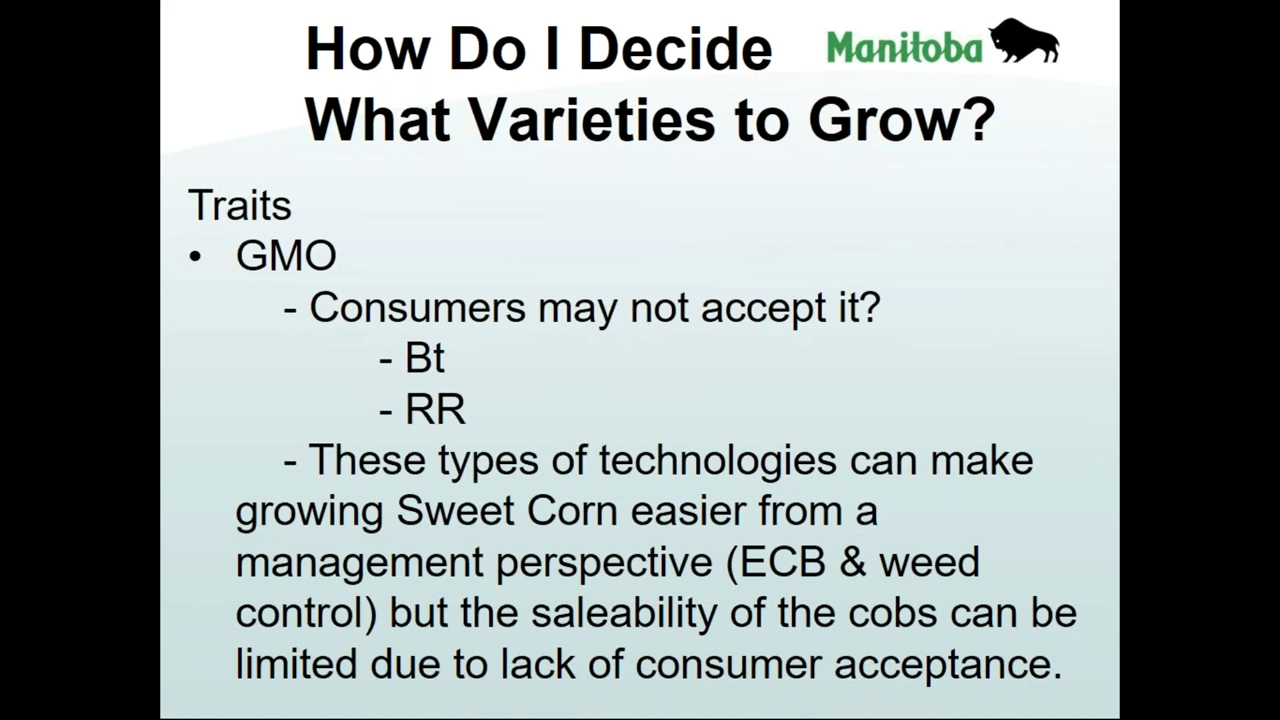 How Do I Decide
Manitoba
What Varieties to Grow?
Traits
• GMO
- Consumers may not accept it?
- Bt
- RR
- These types of technologies can make
growing Sweet Corn easier from a
management perspective (ECB & weed
control) but the saleability of the cobs can be
limited due to lack of consumer acceptance.